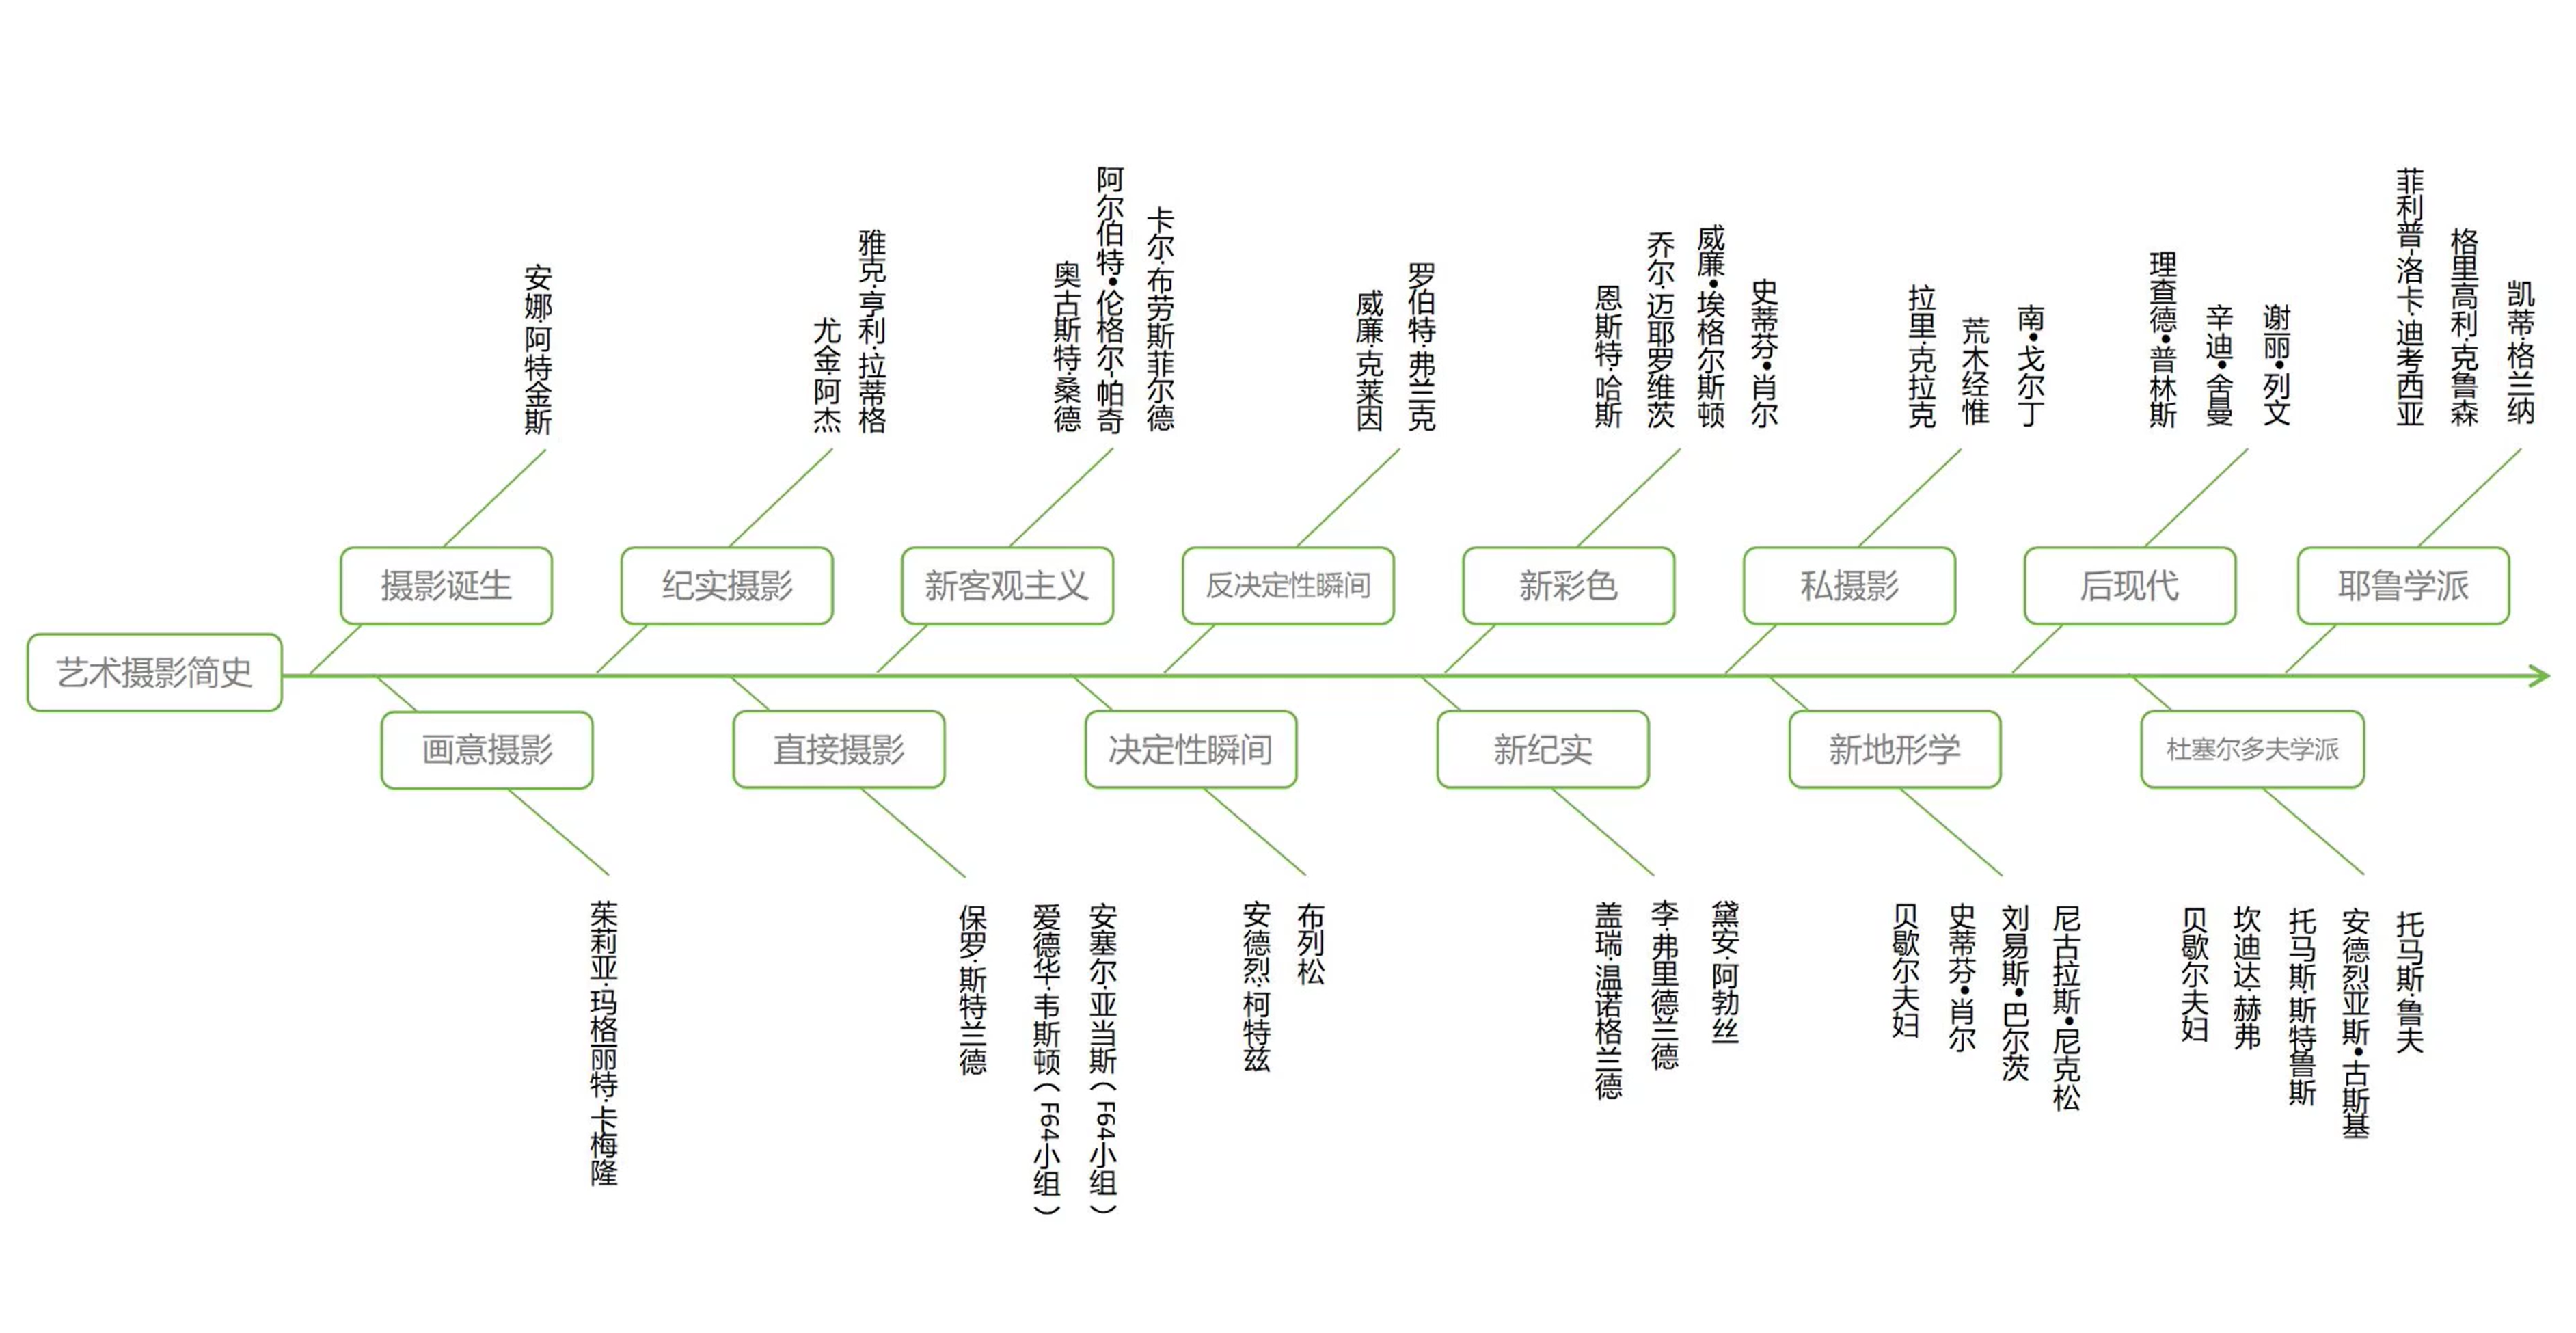 艺术摄影简史
摄影诞生
安娜·阿特金斯
画意摄影
茱莉亚·玛格丽特·卡梅隆
纪实摄影
尤金·阿杰
雅克·亨利·拉蒂格
直接摄影
保罗·斯特兰德
爱德华·韦斯顿（F64小组）
安塞尔·亚当斯（F64小组）
新客观主义
奥古斯特·桑德
阿尔伯特•伦格尔-帕奇
卡尔·布劳斯菲尔德
决定性瞬间
安德烈·柯特兹
布列松
反决定性瞬间
威廉·克莱因
罗伯特·弗兰克
新纪实
盖瑞·温诺格兰德
李·弗里德兰德
黛安·阿勃丝
新彩色
恩斯特·哈斯
乔尔·迈耶罗维茨
威廉•埃格尔斯顿
史蒂芬•肖尔
新地形学
贝歇尔夫妇
史蒂芬•肖尔
刘易斯•巴尔茨
尼古拉斯•尼克松
私摄影
拉里·克拉克
荒木经惟
南•戈尔丁
后现代
理查德•普林斯
辛迪•舍曼
谢丽•列文
杜塞尔多夫学派
贝歇尔夫妇
坎迪达·赫弗
托马斯·斯特鲁斯
安德烈亚斯•古斯基
托马斯·鲁夫
耶鲁学派
菲利普-洛卡·迪考西亚
格里高利·克鲁森
凯蒂·格兰纳